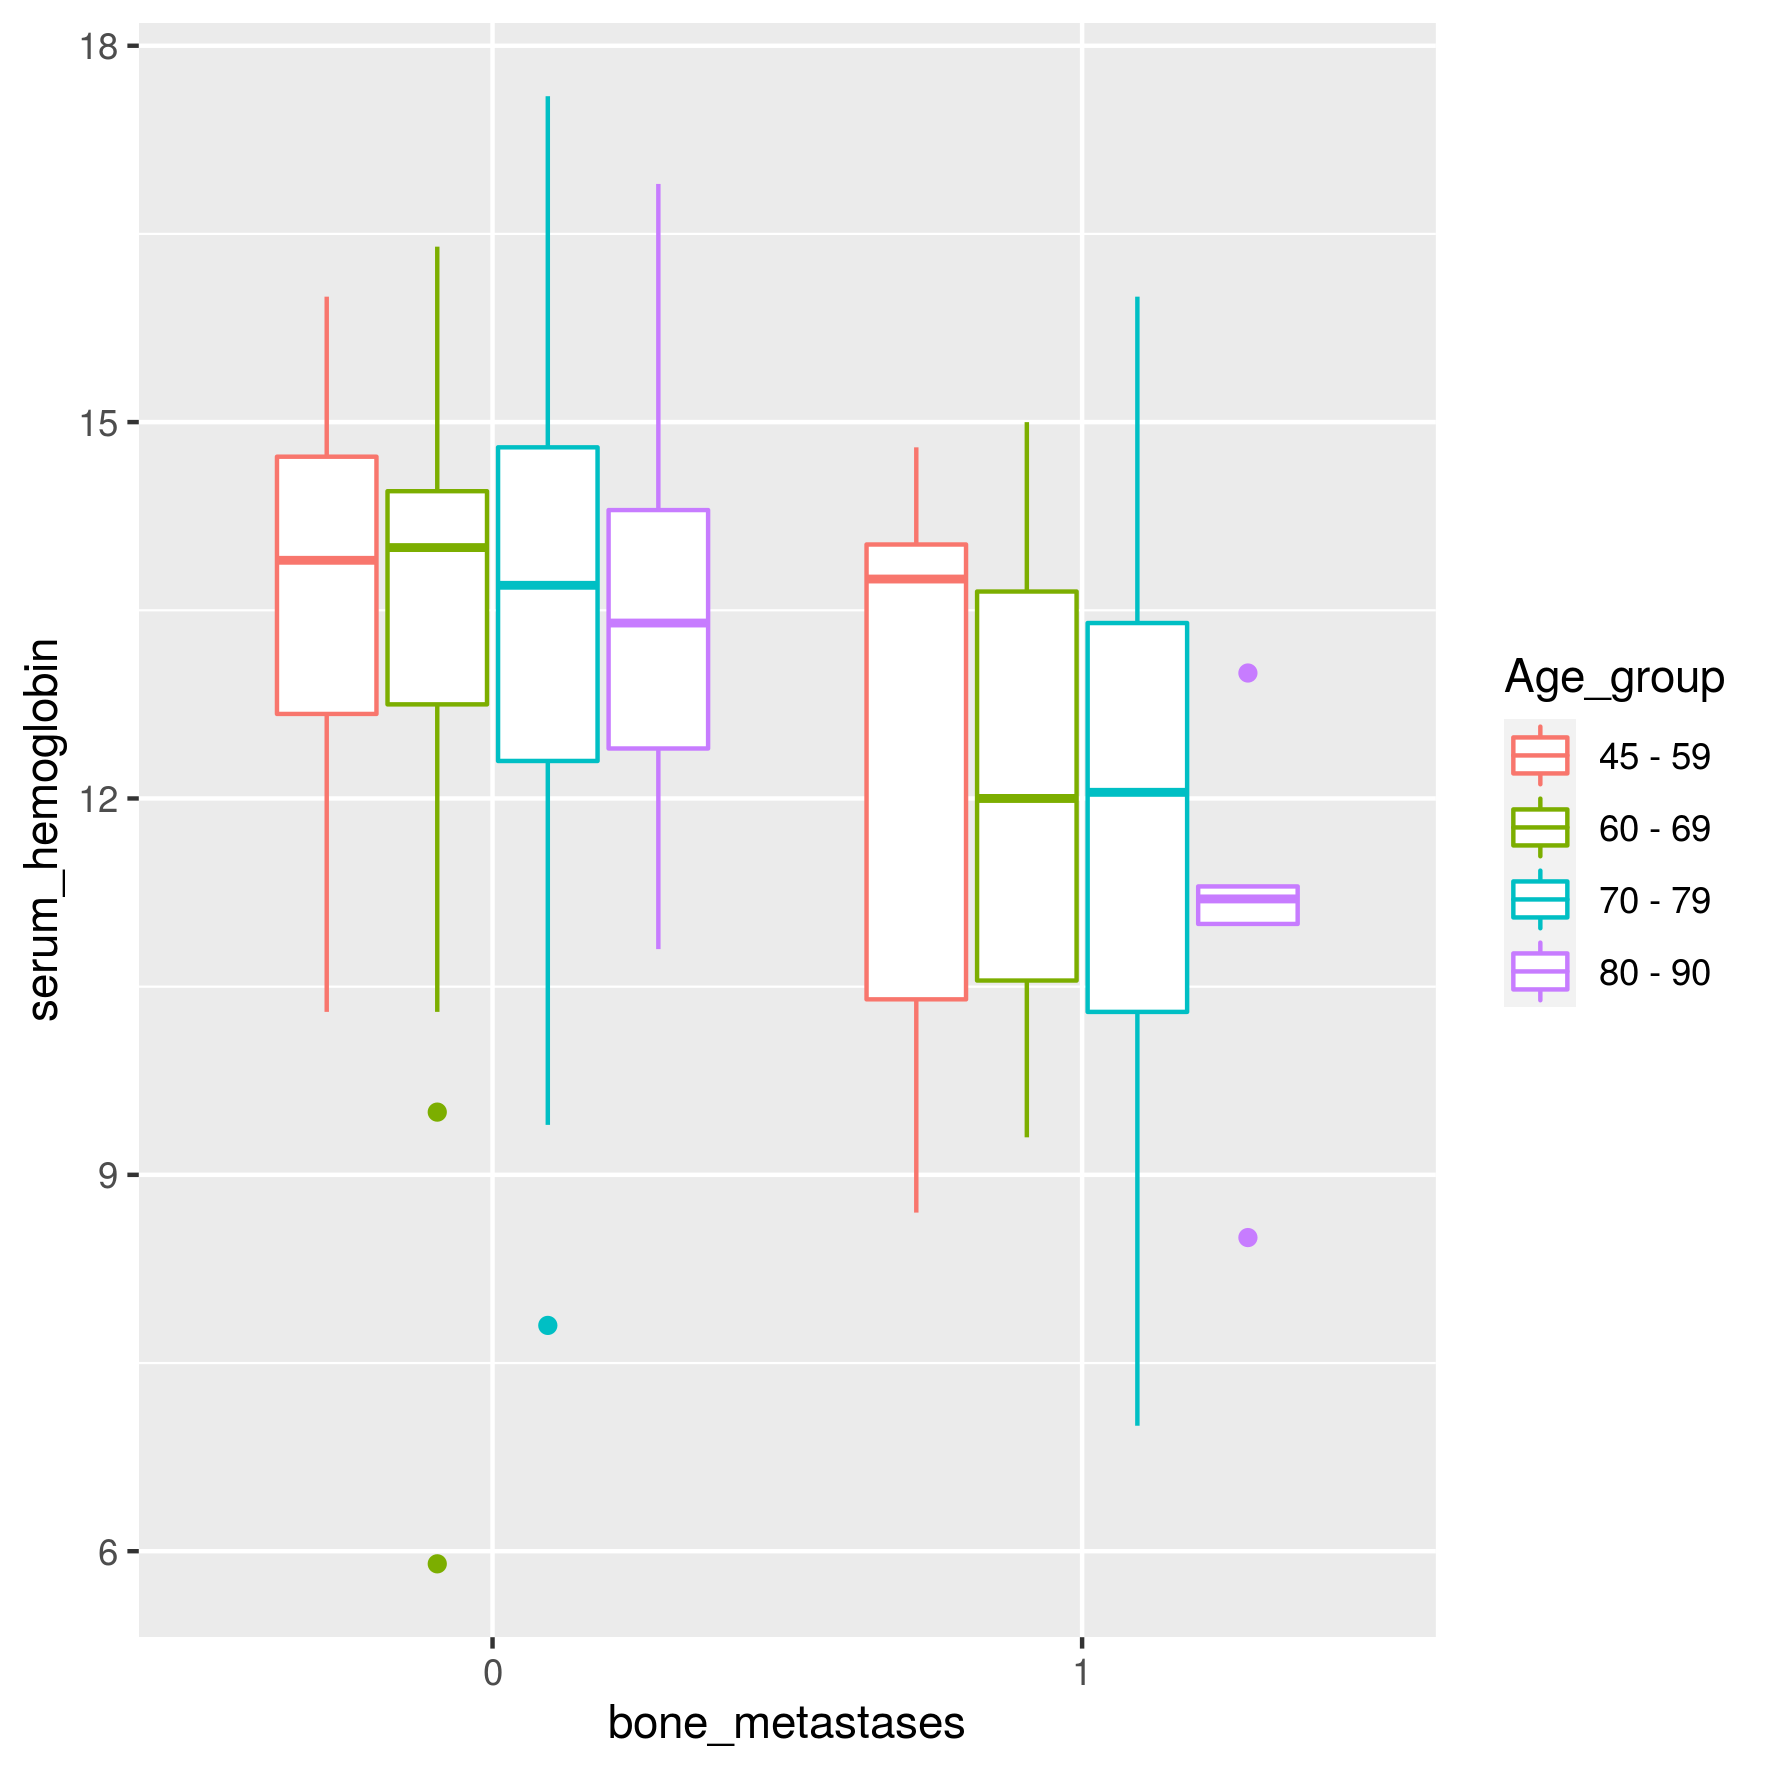 18
15
12
9
6
serum_hemoglobin
0
1
bone_metastases
Age_group
45 - 59
60 - 69
70 - 79
80 - 90